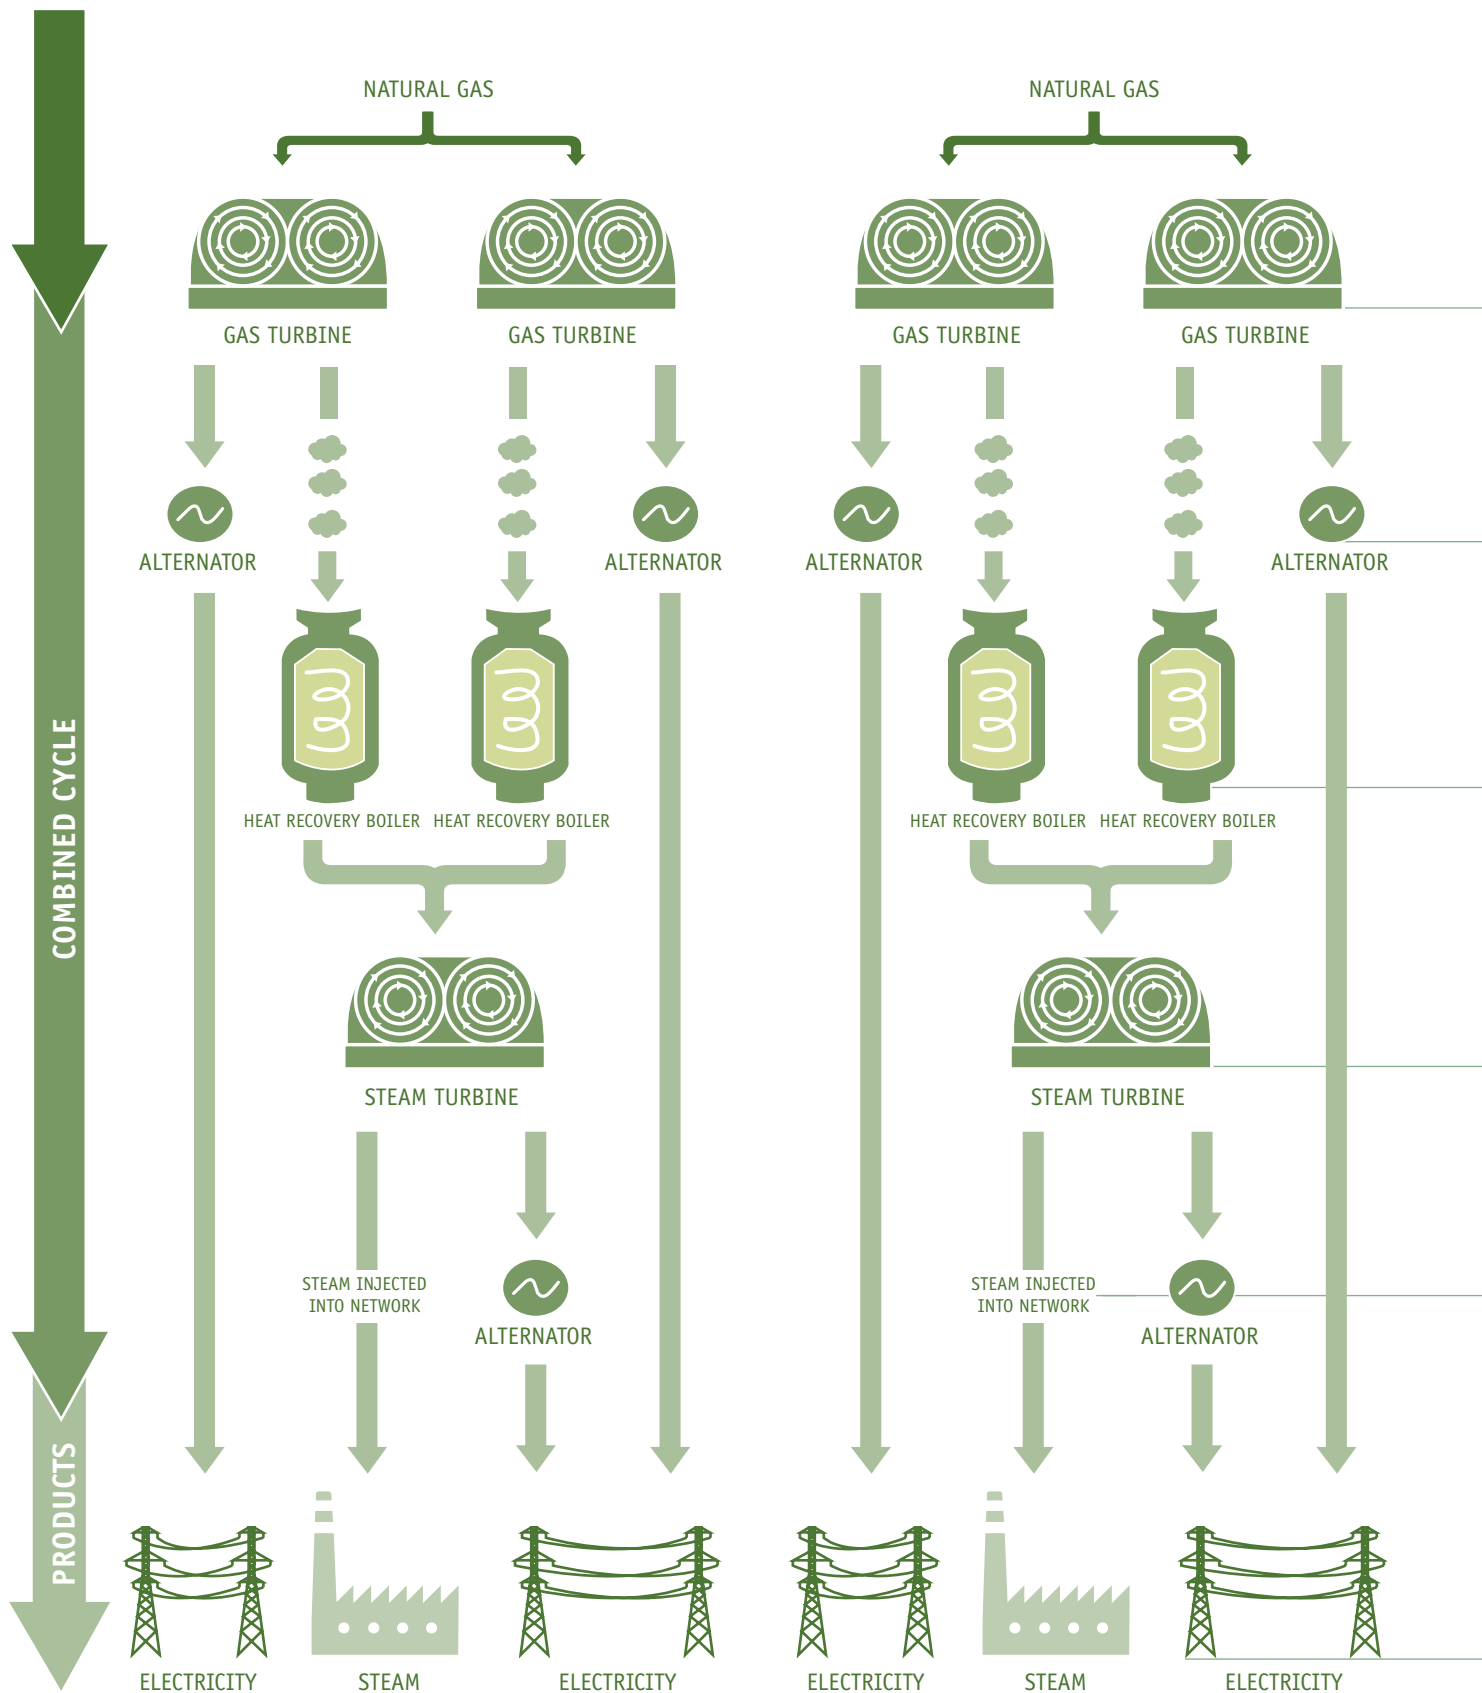 NATURAL GAS
NATURAL GAS
GAS TURBINE
GAS TURBINE
GAS TURBINE
GAS TURBINE
ALTERNATOR
ALTERNATOR
ALTERNATOR
ALTERNATOR
COMBINED CYCLE
HEAT RECOVERY BOILER
HEAT RECOVERY BOILER
HEAT RECOVERY BOILER
HEAT RECOVERY BOILER
STEAM TURBINE
STEAM TURBINE
STEAM INJECTED
INTO NETWORK
STEAM INJECTED
INTO NETWORK
ALTERNATOR
ALTERNATOR
PRODUCTS
ELECTRICITY
STEAM
ELECTRICITY
ELECTRICITY
STEAM
ELECTRICITY